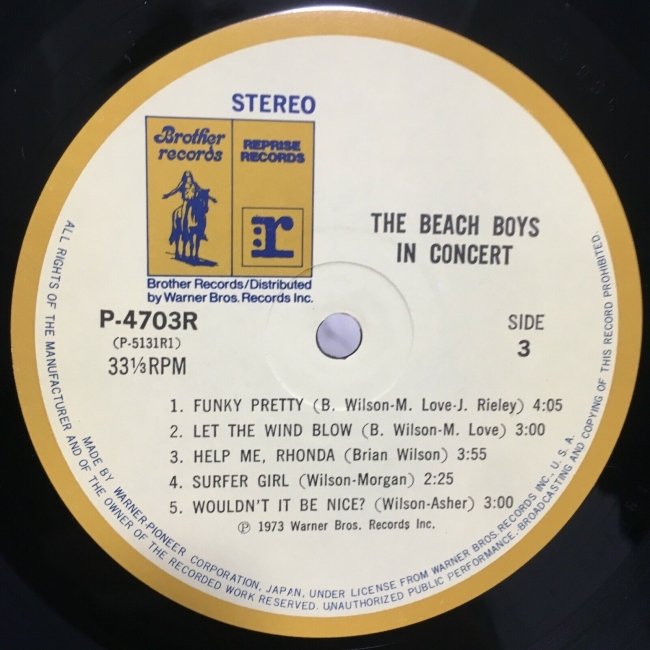 STEREO
Brother
records
REPRISE
RECORDS
r
Brother Records/Distributed
by Warner Bros. Records Inc.
THE BEACH BOYS
IN CONCERT
P-4703R
(P-5131R1)
33⅓RPM
SIDE
3
1. FUNKY PRETTY (B. Wilson-M. Love-J. Rieley) 4:05
2. LET THE WIND BLOW (B. Wilson-M. Love) 3:00
3. HELP ME, RHONDA (Brian Wilson) 3:55
4. SURFER GIRL (Wilson-Morgan) 2:25
5. WOULDN'T IT BE NICE? (Wilson-Asher) 3:00
℗ 1973 Warner Bros. Records Inc.
ALL RIGHTS OF THE MANUFACTURER AND OF THE OWNER OF THE RECORDED WORK RESERVED. UNAUTHORIZED PUBLIC PERFORMANCE, BROADCASTING AND COPYING OF THIS RECORD PROHIBITED.
MADE BY WARNER-PIONEER CORPORATION, JAPAN, UNDER LICENSE FROM WARNER BROS. RECORDS INC., U.S.A.